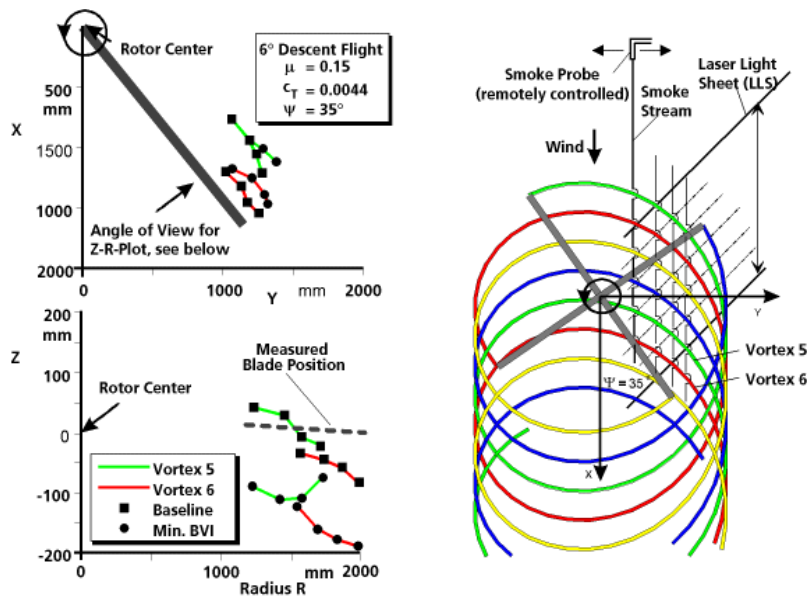 Rotor Center
6° Descent Flight
μ = 0.15
cT = 0.0044
Ψ = 35°
500
mm
X
1500
1000
Angle of View for
Z-R-Plot, see below
2000
0
1000
mm
2000
Y
200
mm
Z
100
0
-100
-200
Measured
Blade Position
Rotor Center
Vortex 5
Vortex 6
Baseline
Min. BVI
0
1000
mm
2000
Radius R
Smoke Probe
(remotely controlled)
Smoke
Stream
Laser Light
Sheet (LLS)
Wind
Y
Vortex 5
Vortex 6
Ψ = 35°
X